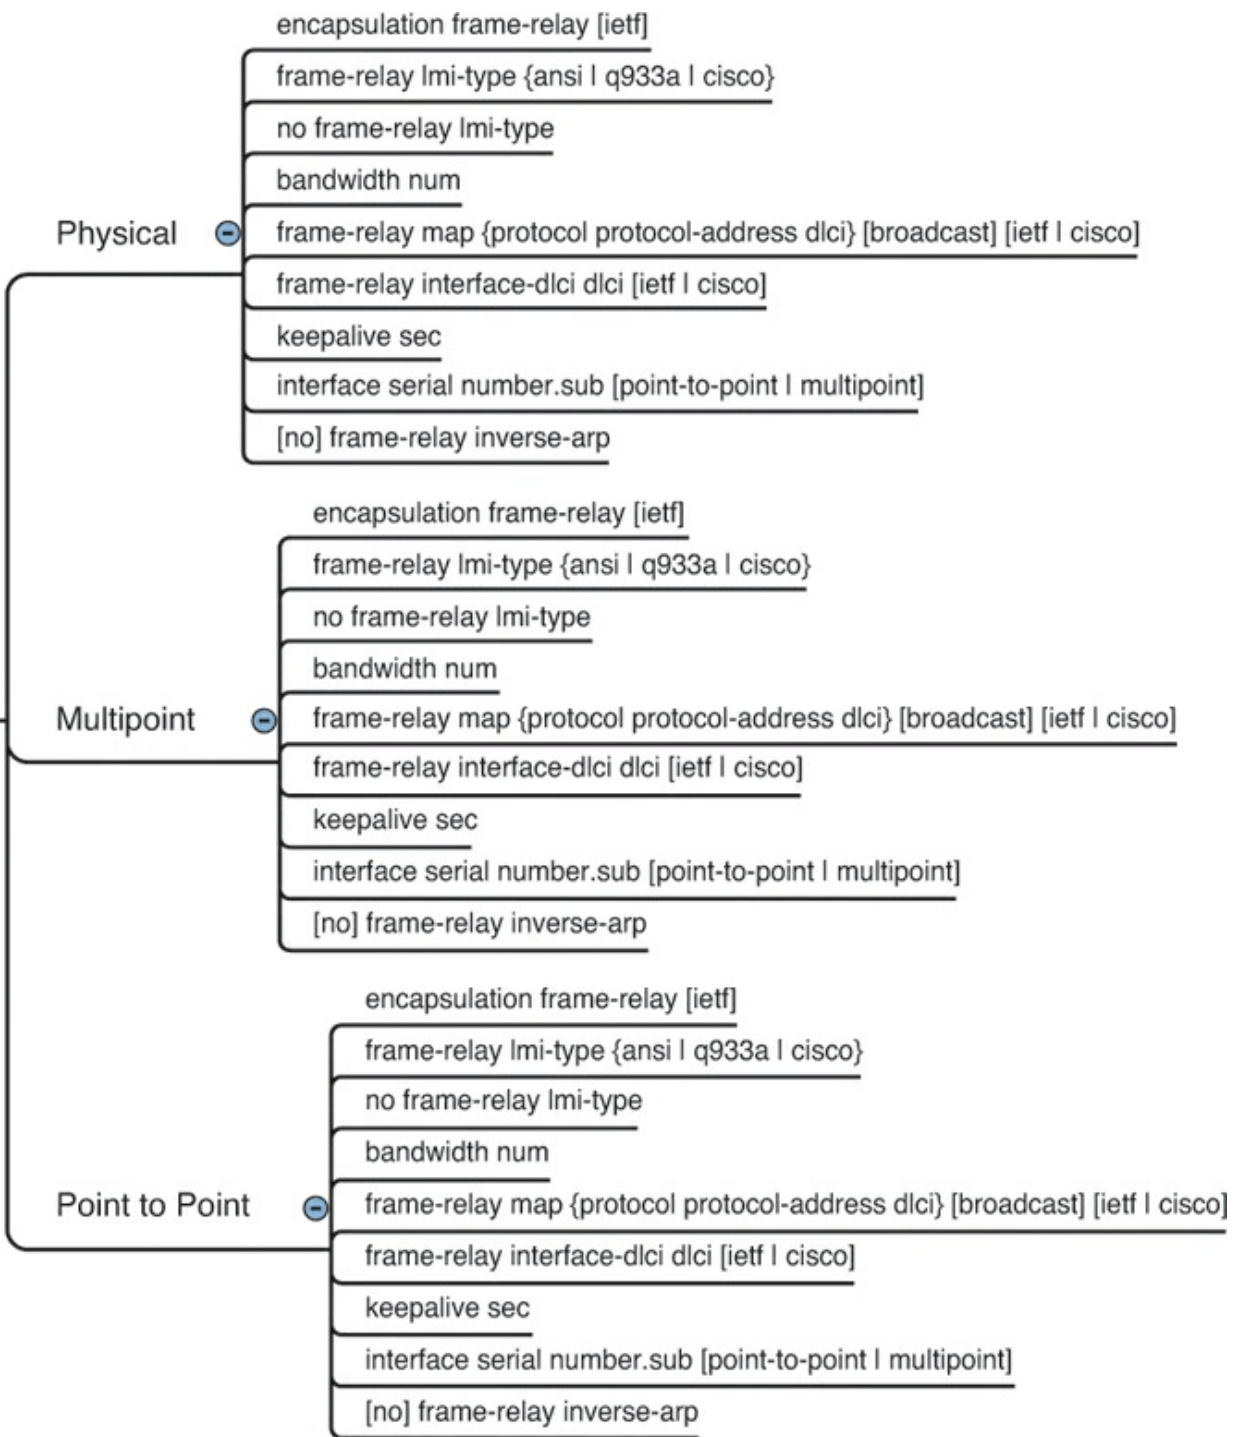 encapsulation frame-relay [ietf]
frame-relay lmi-type {ansi | q933a | cisco}
no frame-relay lmi-type
bandwidth num
Physical
frame-relay map {protocol protocol-address dlci} [broadcast] [ietf | cisco]
frame-relay interface-dlci dlci [ietf | cisco]
keepalive sec
interface serial number.sub [point-to-point | multipoint]
[no] frame-relay inverse-arp
encapsulation frame-relay [ietf]
frame-relay lmi-type {ansi | q933a | cisco}
no frame-relay lmi-type
bandwidth num
Multipoint
frame-relay map {protocol protocol-address dlci} [broadcast] [ietf | cisco]
frame-relay interface-dlci dlci [ietf | cisco]
keepalive sec
interface serial number.sub [point-to-point | multipoint]
[no] frame-relay inverse-arp
encapsulation frame-relay [ietf]
frame-relay lmi-type {ansi | q933a | cisco}
no frame-relay lmi-type
bandwidth num
Point to Point
frame-relay map {protocol protocol-address dlci} [broadcast] [ietf | cisco]
frame-relay interface-dlci dlci [ietf | cisco]
keepalive sec
interface serial number.sub [point-to-point | multipoint]
[no] frame-relay inverse-arp